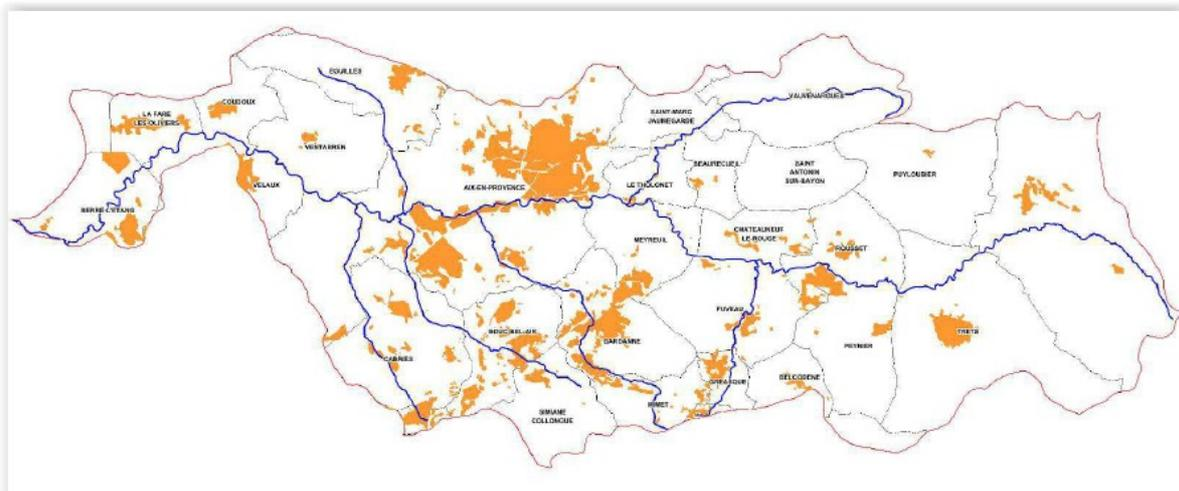 EGUILLES
COUDOUX
LA FARE
LES OLIVIERS
VENTABREN
VELAUX
BERRE L'ETANG
AIX-EN-PROVENCE
SAINT-MARC
JAUMEGARDE
VAUVENARGUES
LE THOLONET
BEAURECUEIL
SAINT
ANTONIN
SUR-BAYON
PUYLOUBIER
MEYREUIL
CHATEAUNEUF
LE-ROUGE
ROUSSET
FUVEAU
BOUC-BEL-AIR
GARDANNE
CABRIÈS
PEYNIER
TRETS
GREASQUE
BELCODENE
MIMET
SIMIANE
COLLONGUE